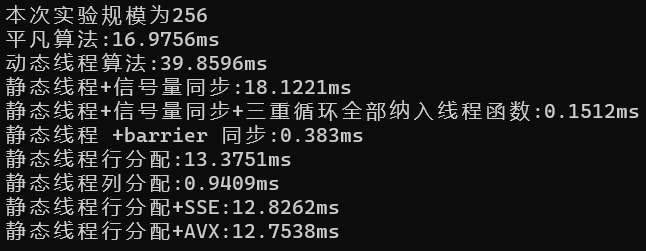 本次实验规模为256
平凡算法:16.9756ms
动态线程算法:39.8596ms
静态线程+信号量同步:18.1221ms
静态线程+信号量同步+三重循环全部纳入线程函数:0.1512ms
静态线程 +barrier 同步:0.383ms
静态线程行分配:13.3751ms
静态线程列分配:0.9409ms
静态线程行分配+SSE:12.8262ms
静态线程行分配+AVX:12.7538ms